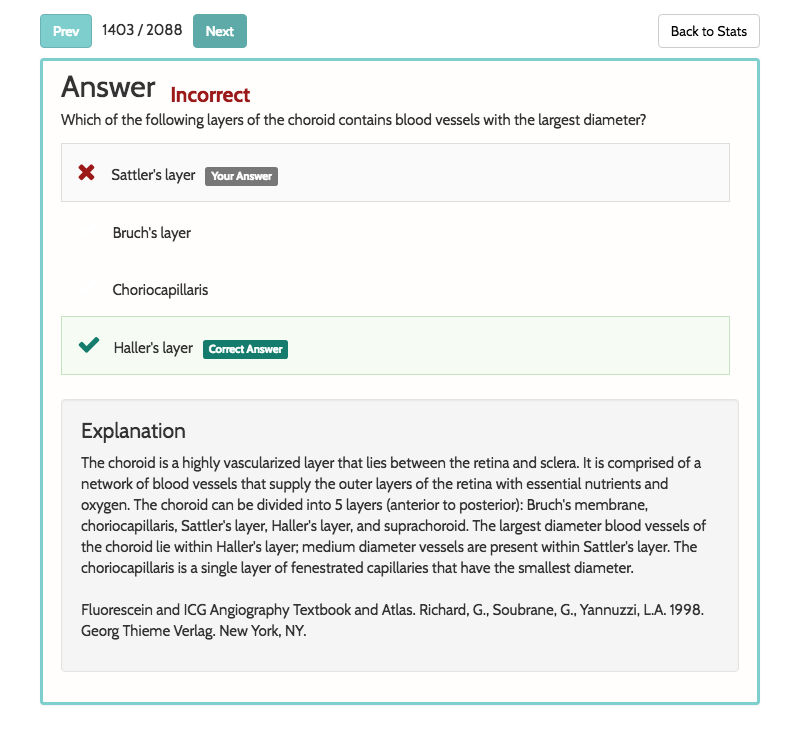 Prev 1403 / 2088 Next Back to Stats
Answer Incorrect
Which of the following layers of the choroid contains blood vessels with the largest diameter?
Sattler's layer Your Answer
Bruch's layer
Choriocapillaris
Haller's layer Correct Answer
Explanation
The choroid is a highly vascularized layer that lies between the retina and sclera. It is comprised of a
network of blood vessels that supply the outer layers of the retina with essential nutrients and
oxygen. The choroid can be divided into 5 layers (anterior to posterior): Bruch's membrane,
choriocapillaris, Sattler's layer, Haller's layer, and suprachoroid. The largest diameter blood vessels of
the choroid lie within Haller's layer; medium diameter vessels are present within Sattler's layer. The
choriocapillaris is a single layer of fenestrated capillaries that have the smallest diameter.
Fluorescein and ICG Angiography Textbook and Atlas. Richard, G., Soubrane, G., Yannuzzi, L.A. 1998.
Georg Thieme Verlag. New York, NY.